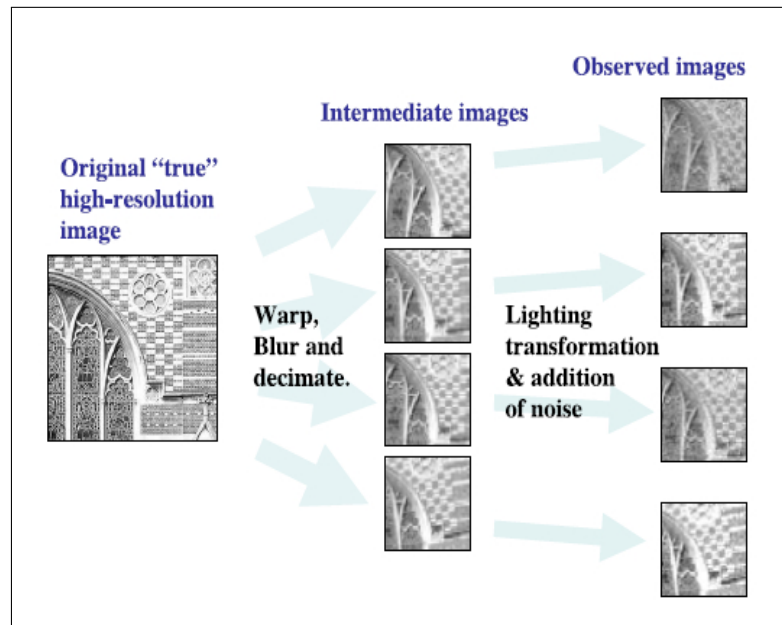 Observed images
Intermediate images
Original “true”
high-resolution
image
Warp,
Blur and
decimate.
Lighting
transformation
& addition
of noise